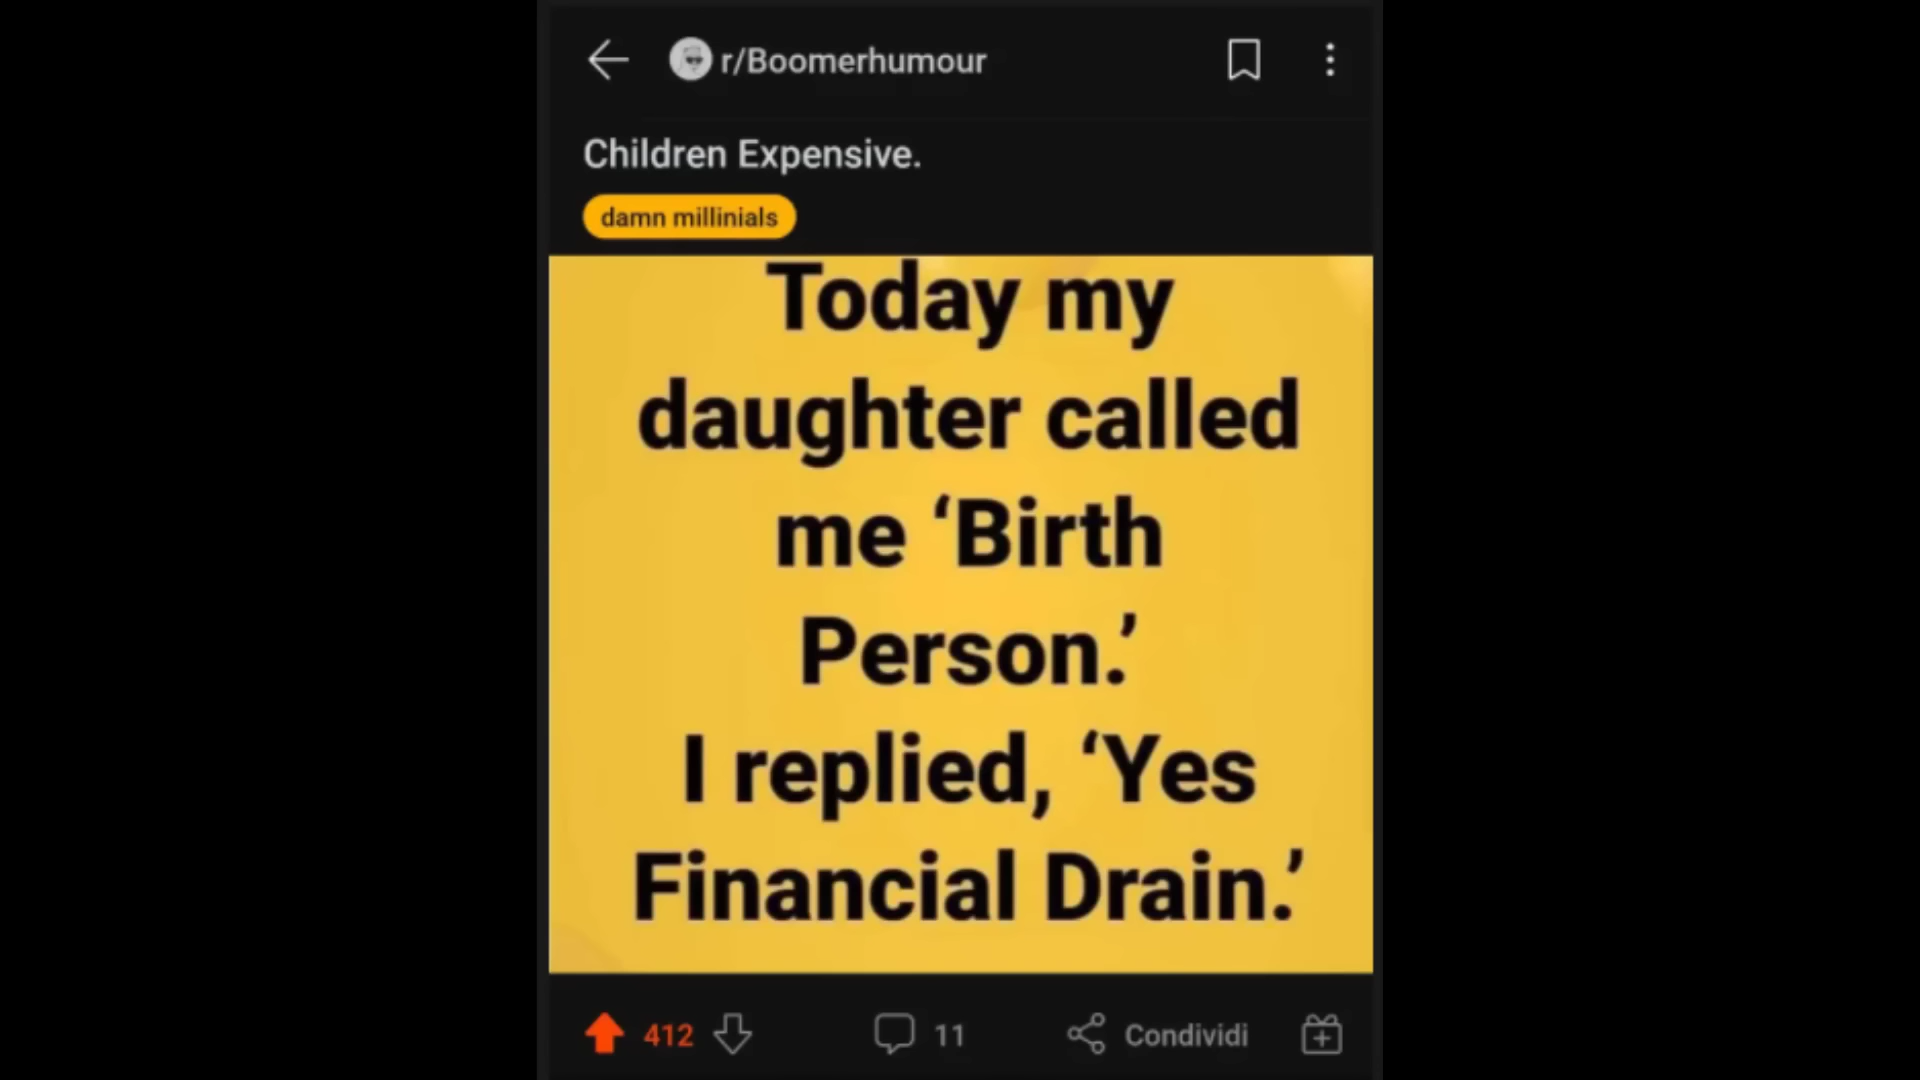 r/Boomerhumour
Children Expensive.
damn millinials
Today my
daughter called
me ‘Birth
Person.’
I replied, ‘Yes
Financial Drain.’
412
11
Condividi